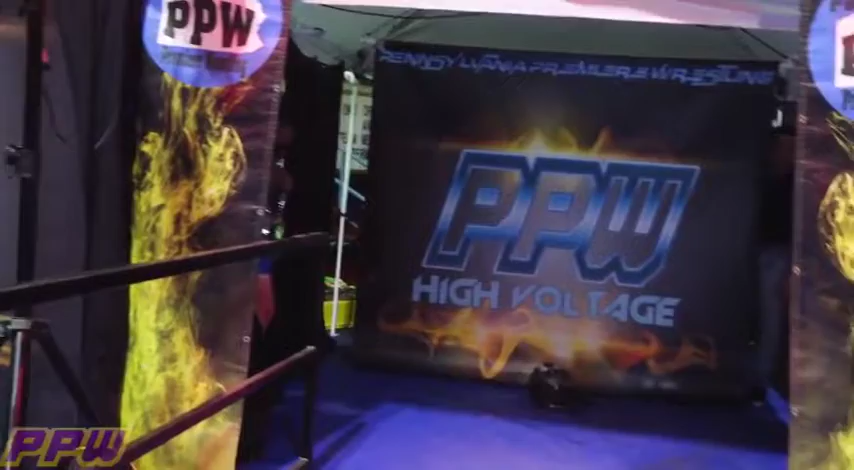 PPW
PENNSYLVANIA PREMIERE WRESTLING
PPW
HIGH VOLTAGE
PPW